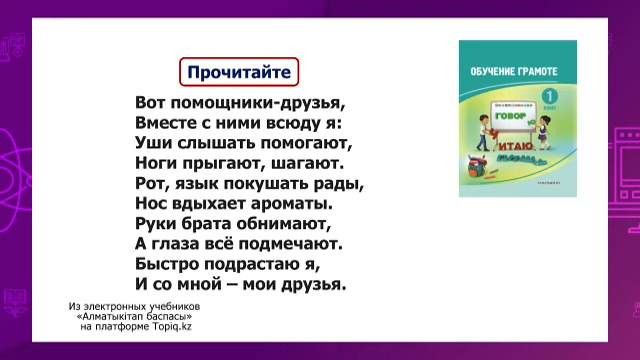 Прочитайте
Вот помощники-друзья,
Вместе с ними всюду я:
Уши слышать помогают,
Ноги прыгают, шагают.
Рот, язык покушать рады,
Нос вдыхает ароматы.
Руки брата обнимают,
А глаза всё подмечают.
Быстро подрастаю я,
И со мной – мои друзья.
Из электронных учебников
«Алматыкітап баспасы»
на платформе Topiq.kz
ОБУЧЕНИЕ ГРАМОТЕ
1
ГОВОР
ИТАЮ